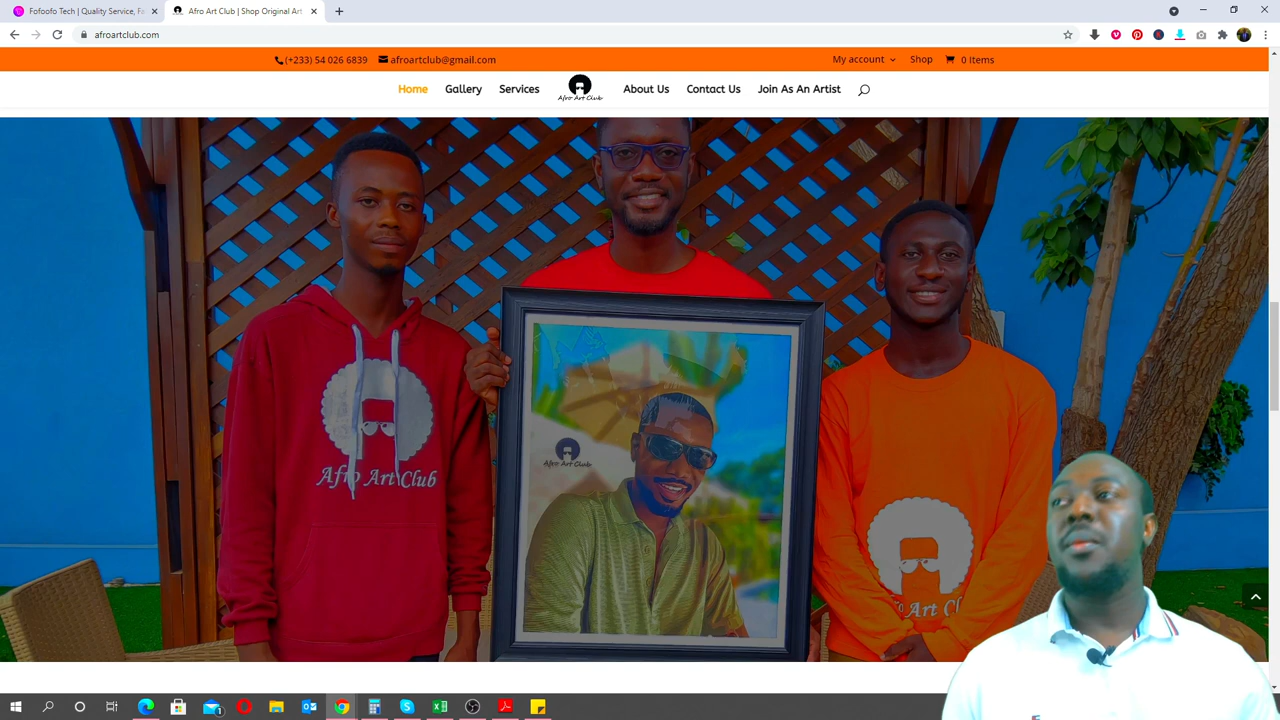 Fofoofo Tech | Quality Service, Fa
Afro Art Club | Shop Original Art
afroartclub.com
(+233) 54 026 6839
afroartclub@gmail.com
My account
Shop
0 Items
Home
Gallery
Services
Afro Art Club
About Us
Contact Us
Join As An Artist
Afro Art Club
Afro Art Club